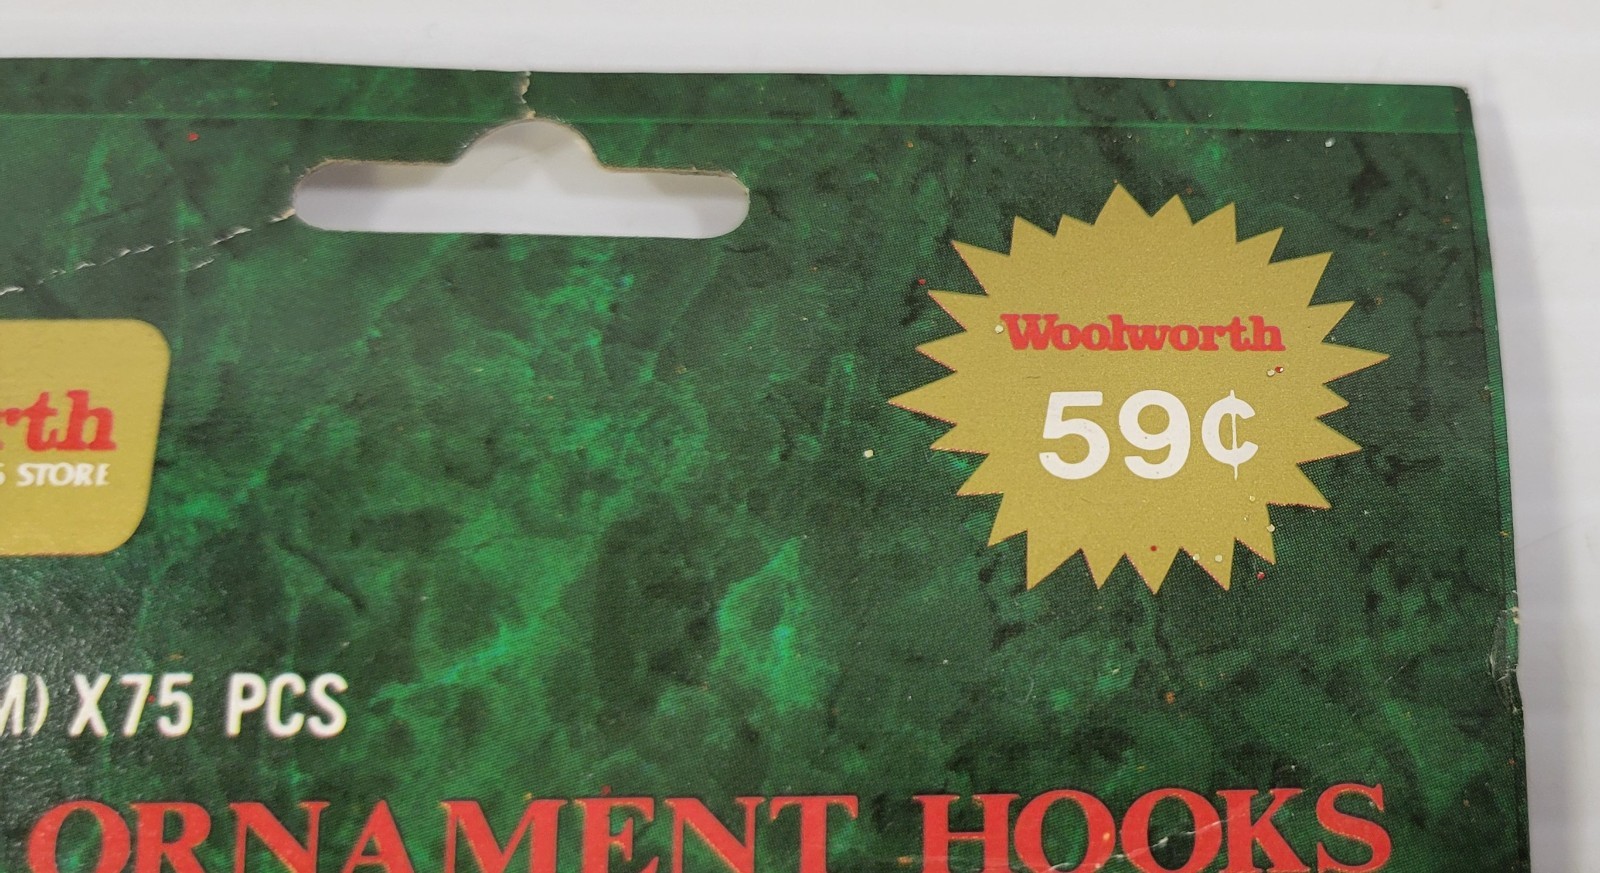 Woolworth
59¢
rth
STORE
M) X75 PCS
ORNAMENT HOOKS